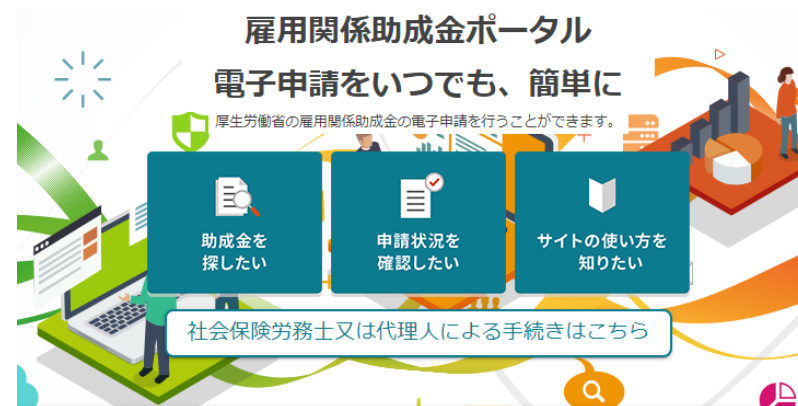 雇用関係助成金ポータル
電子申請をいつでも、簡単に
厚生労働省の雇用関係助成金の電子申請を行うことができます。
助成金を
探したい
申請状況を
確認したい
サイトの使い方を
知りたい
社会保険労務士又は代理人による手続きはこちら